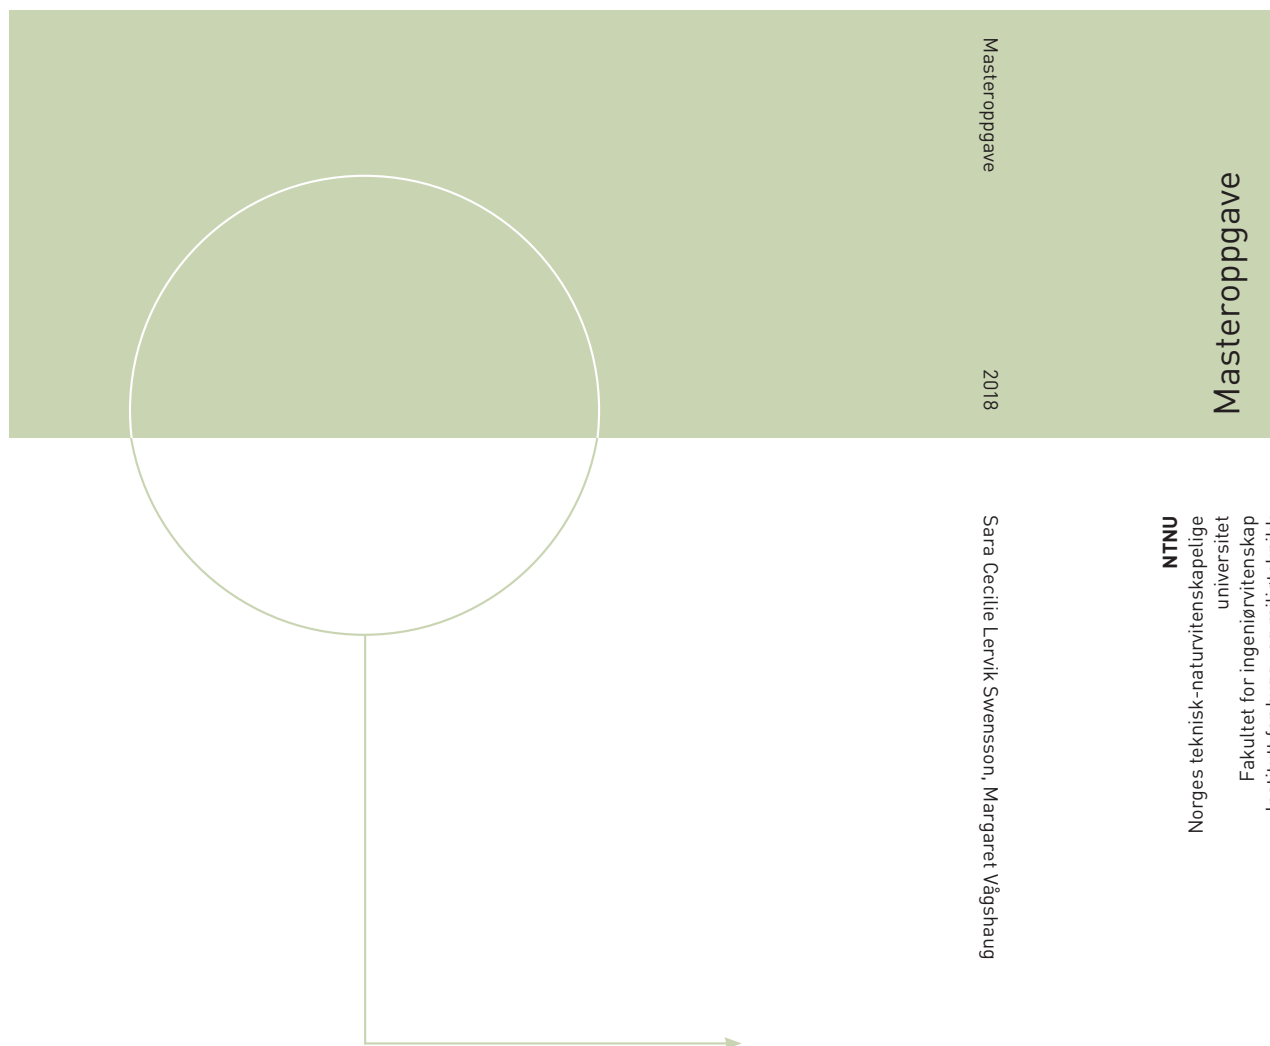 Masteroppgave
2018
Sara Cecilie Lervik Swensson, Margaret Vågshaug
Masteroppgave
NTNU
Norges teknisk-naturvitenskapelige
universitet
Fakultet for ingeniørvitenskap